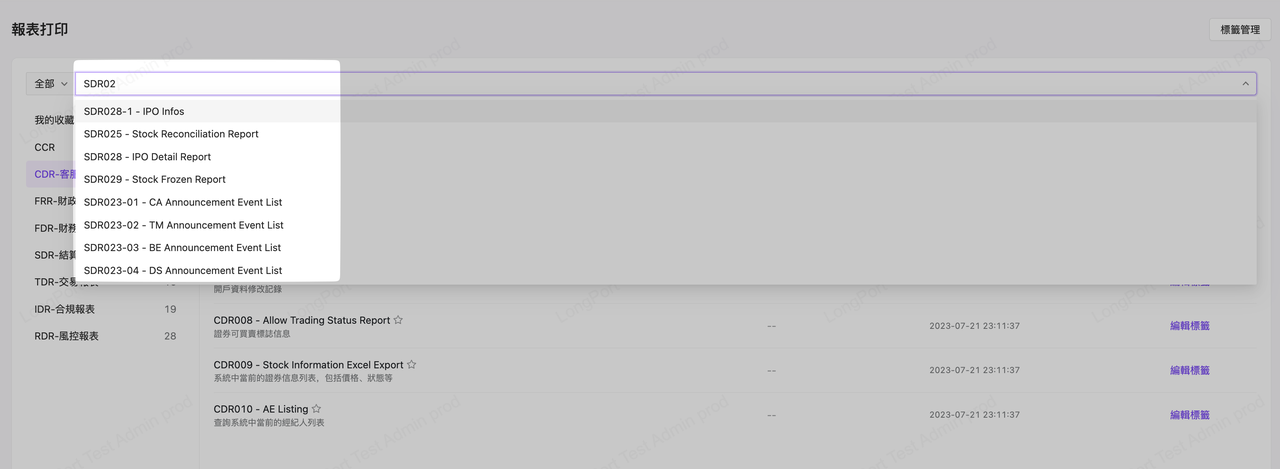 報表打印
標籤管理
全部
SDR02
SDR028-1 - IPO Infos
SDR025 - Stock Reconciliation Report
SDR028 - IPO Detail Report
SDR029 - Stock Frozen Report
SDR023-01 - CA Announcement Event List
SDR023-02 - TM Announcement Event List
SDR023-03 - BE Announcement Event List
SDR023-04 - DS Announcement Event List
我的收藏
CCR
CDR-客
FRR-財政
FDR-財務
SDR-結算
TDR-交易報表
IDR-合規報表 19
RDR-風控報表 28
開戶資料修改記錄
編輯標籤
CDR008 - Allow Trading Status Report
證券可買賣標誌信息
-- 2023-07-21 23:11:37 編輯標籤
CDR009 - Stock Information Excel Export
系統中當前的證券信息列表，包括價格、狀態等
-- 2023-07-21 23:11:37 編輯標籤
CDR010 - AE Listing
查詢系統中當前的經紀人列表
-- 2023-07-21 23:11:37 編輯標籤